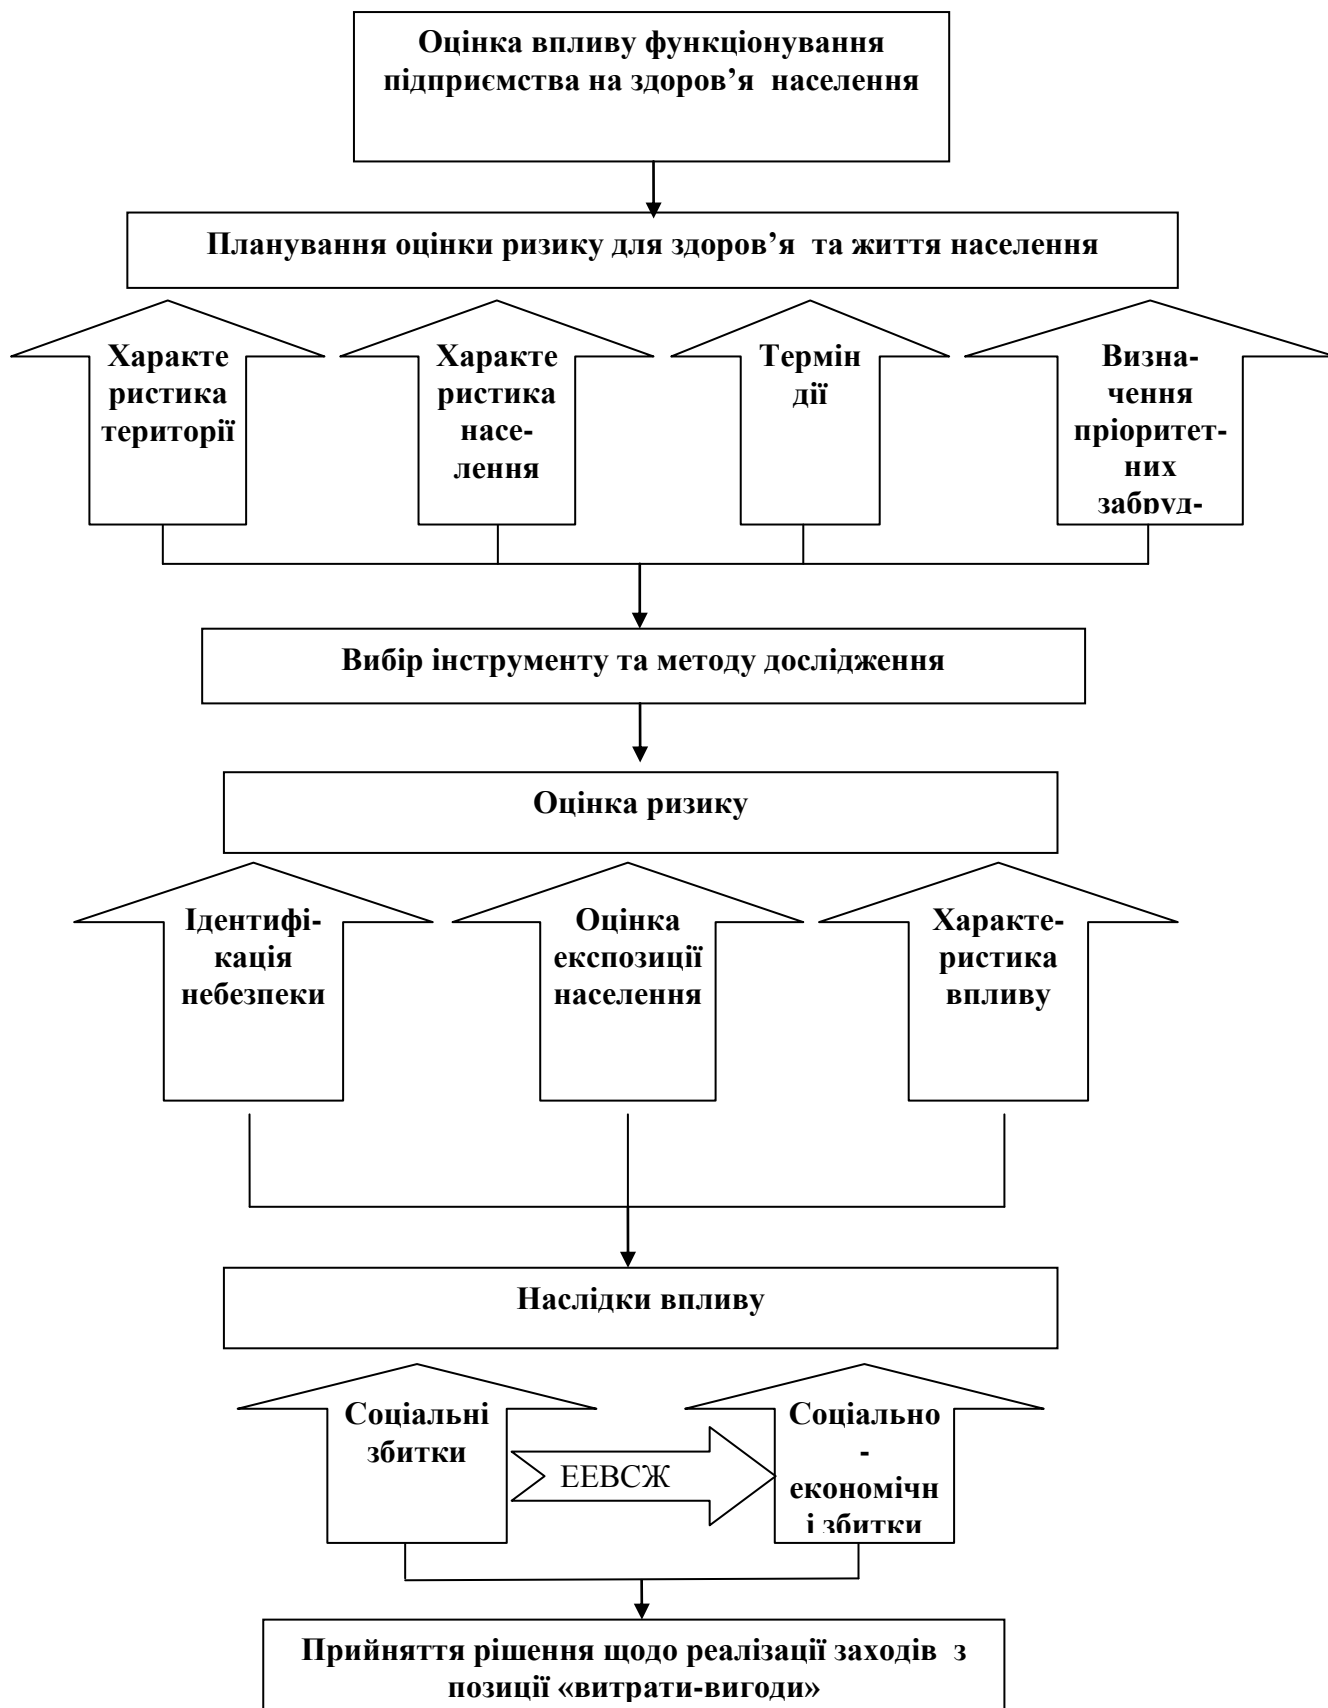 Оцінка впливу функціонування
підприємства на здоров’я населення
Планування оцінки ризику для здоров’я та життя населення
Характе
ристика
території
Характе
ристика
насе-
лення
Термін
дії
Визна-
чення
пріоритет-
них
забруд-
Вибір інструменту та методу дослідження
Оцінка ризику
Ідентифі-
кація
небезпеки
Оцінка
експозиції
населення
Характе-
ристика
впливу
Наслідки впливу
Соціальні
збитки
ЕЕВСЖ
Соціально
-
економічн
і збитки
Прийняття рішення щодо реалізації заходів з
позиції «витрати-вигоди»